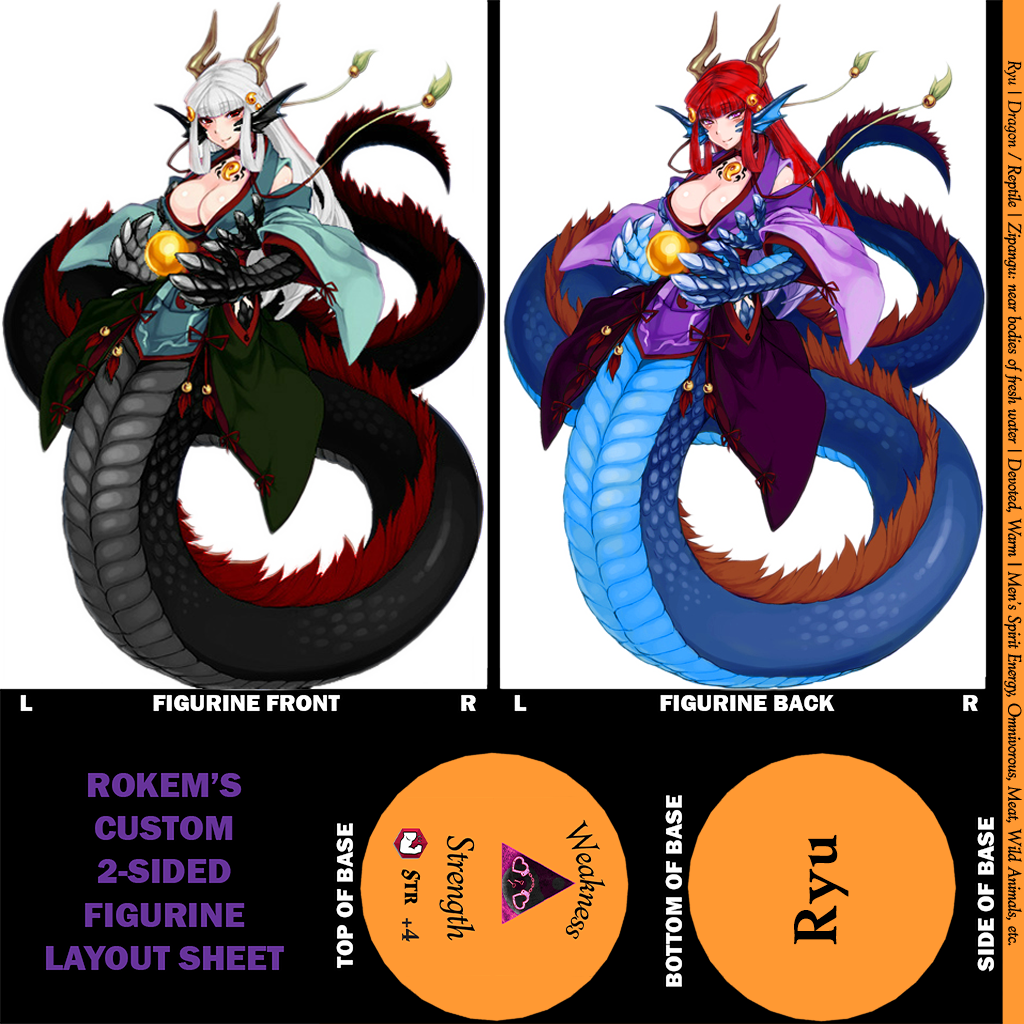 L
FIGURINE FRONT
R
L
FIGURINE BACK
R
ROKEM'S
CUSTOM
2-SIDED
FIGURINE
LAYOUT SHEET
TOP OF BASE
Weakness
Strength
STR +4
BOTTOM OF BASE
Ryu
SIDE OF BASE
Ryu | Dragon / Reptile | Zipangu: near bodies of fresh water | Devoted, Warm | Men's Spirit Energy, Omnivorous, Meat, Wild Animals, etc.